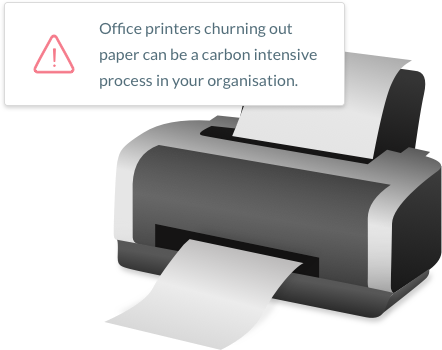 Office printers churning out
paper can be a carbon intensive
process in your organisation.